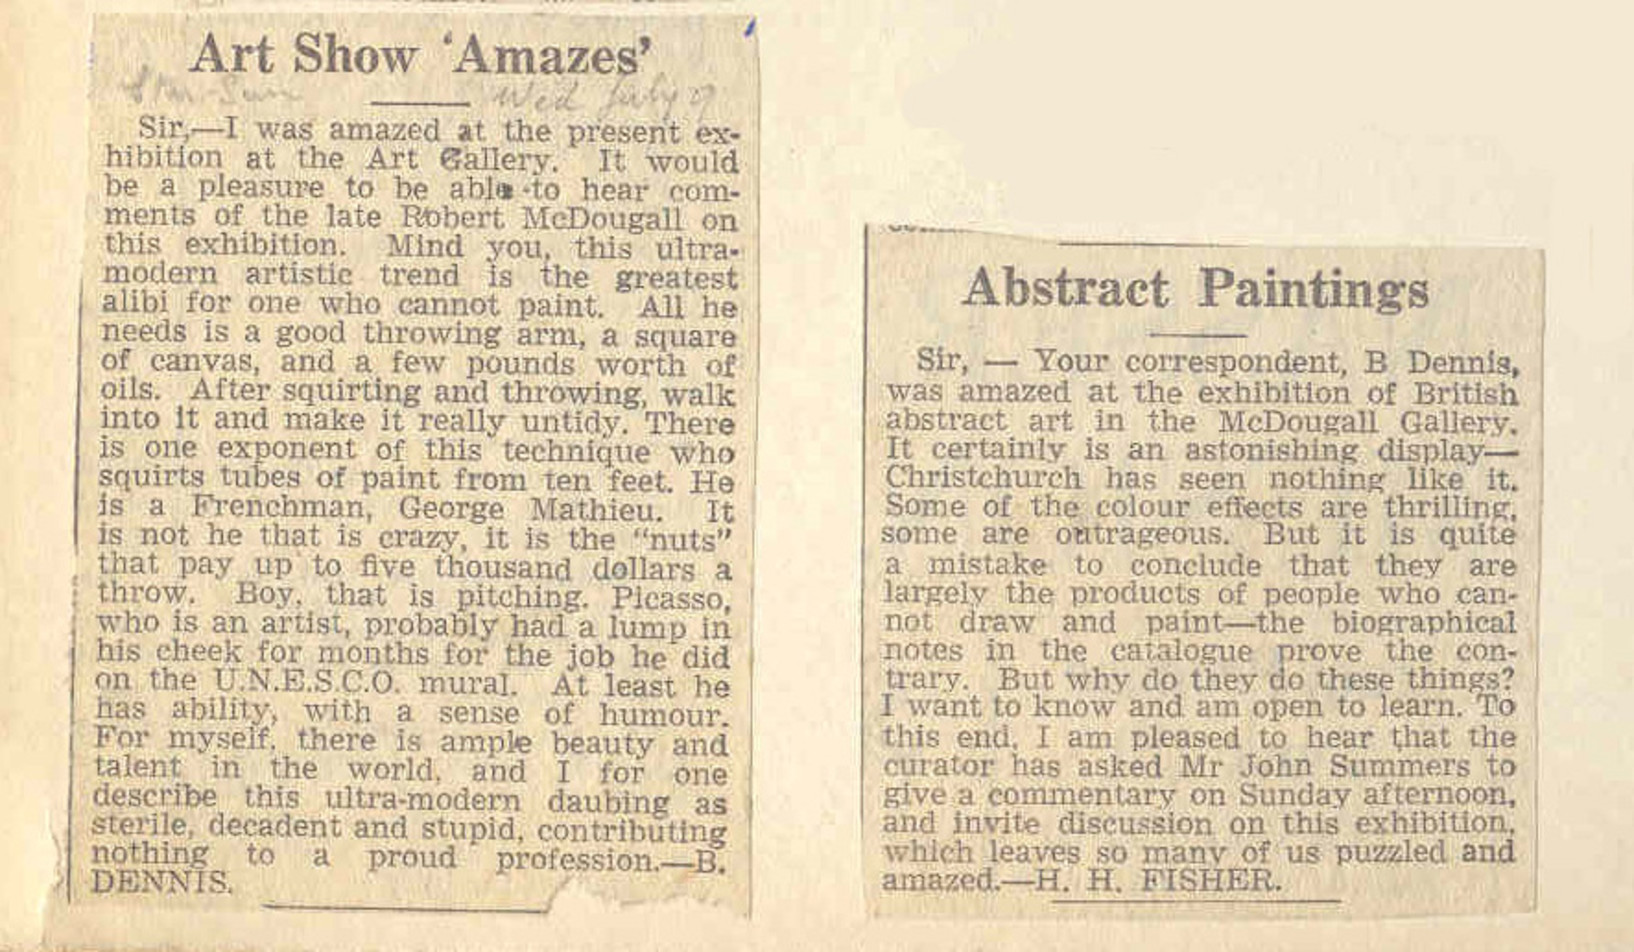 Art Show ‘Amazes’
Wed July
Sir,—I was amazed at the present ex-
hibition at the Art Gallery. It would
be a pleasure to be able to hear com-
ments of the late Robert McDougall on
this exhibition. Mind you, this ultra-
modern artistic trend is the greatest
alibi for one who cannot paint. All he
needs is a good throwing arm, a square
of canvas, and a few pounds worth of
oils. After squirting and throwing, walk
into it and make it really untidy. There
is one exponent of this technique who
squirts tubes of paint from ten feet. He
is a Frenchman, George Mathieu. It
is not he that is crazy, it is the “nuts”
that pay up to five thousand dollars a
throw. Boy, that is pitching. Picasso,
who is an artist, probably had a lump in
his cheek for months for the job he did
on the U.N.E.S.C.O. mural. At least he
has ability, with a sense of humour.
For myself, there is ample beauty and
talent in the world, and I for one
describe this ultra-modern daubing as
sterile, decadent and stupid, contributing
nothing to a proud profession.—B.
DENNIS.
Abstract Paintings
Sir, — Your correspondent, B Dennis,
was amazed at the exhibition of British
abstract art in the McDougall Gallery.
It certainly is an astonishing display—
Christchurch has seen nothing like it.
Some of the colour effects are thrilling,
some are outrageous. But it is quite
a mistake to conclude that they are
largely the products of people who can-
not draw and paint—the biographical
notes in the catalogue prove the con-
trary. But why do they do these things?
I want to know and am open to learn. To
this end, I am pleased to hear that the
curator has asked Mr John Summers to
give a commentary on Sunday afternoon,
and invite discussion on this exhibition,
which leaves so many of us puzzled and
amazed.—H. H. FISHER.